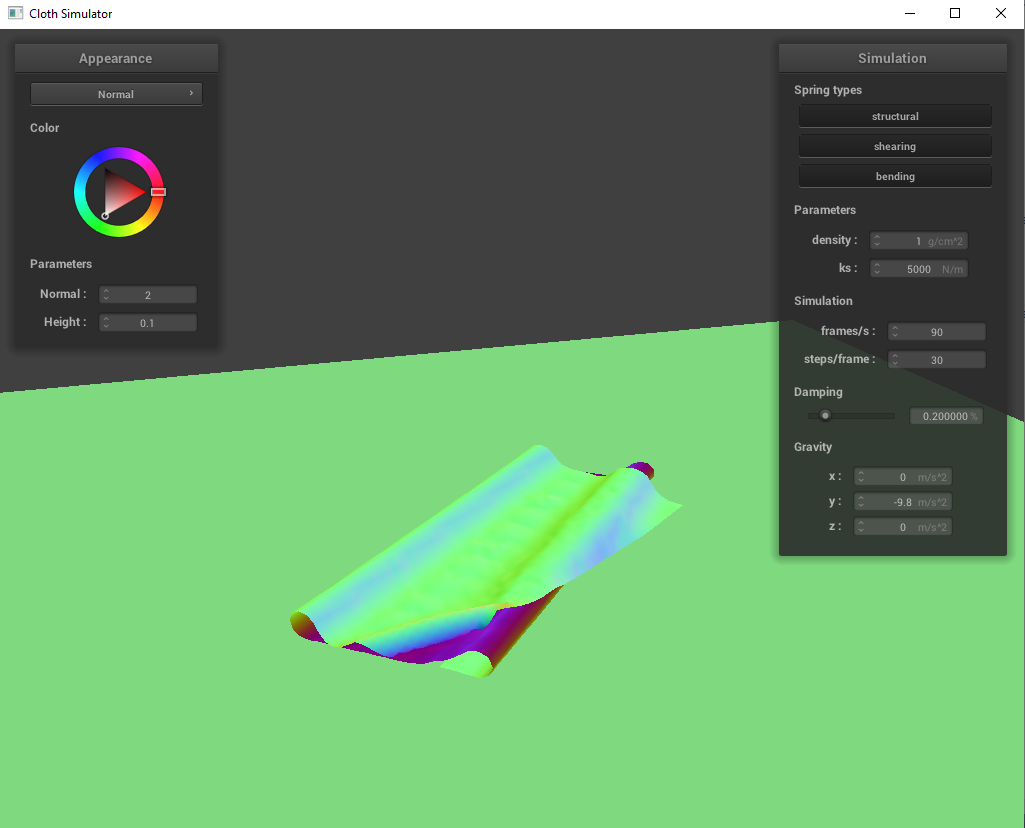 Cloth Simulator
Appearance
Normal
Color
Parameters
Normal : 2
Height : 0.1
Simulation
Spring types
structural
shearing
bending
Parameters
density : 1 g/cm^2
ks : 5000 N/m
Simulation
frames/s : 90
steps/frame : 30
Damping
0.200000 %
Gravity
x : 0 m/s^2
y : -9.8 m/s^2
z : 0 m/s^2